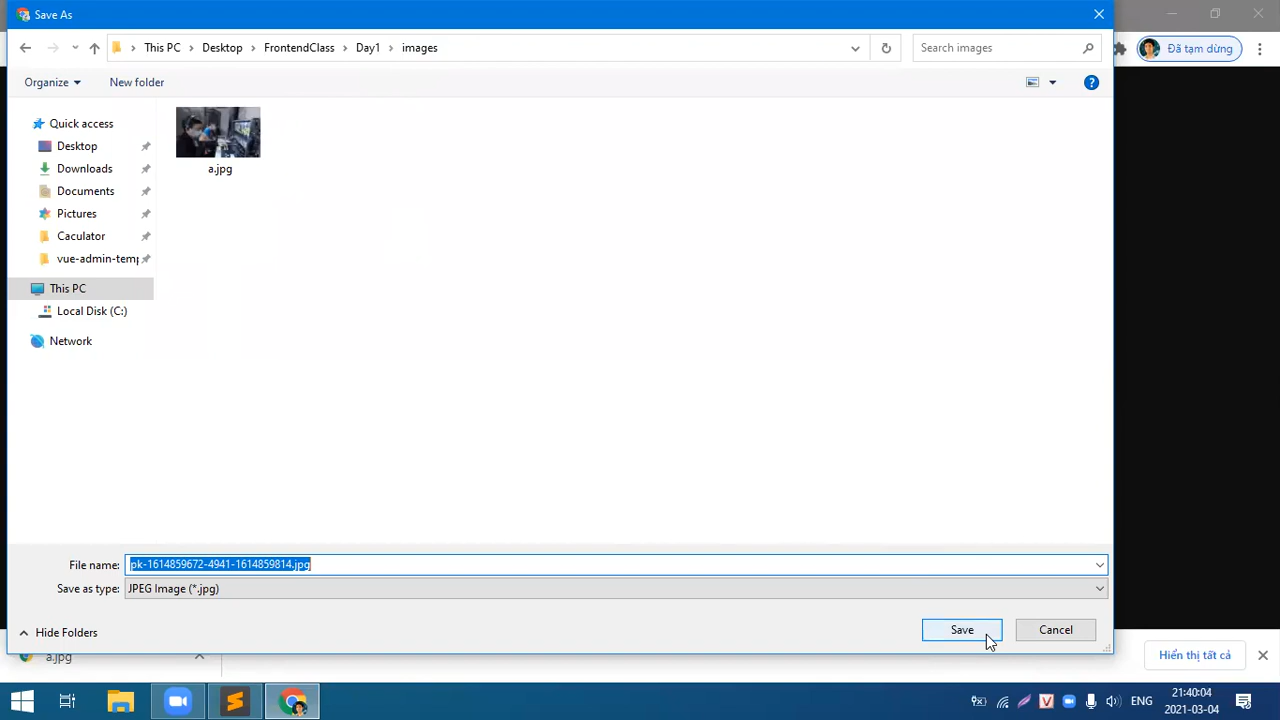 Save As
This PC > Desktop > FrontendClass > Day1 > images
Search images
Đã tạm dừng
Organize
New folder
Quick access
Desktop
Downloads
Documents
Pictures
Caculator
vue-admin-temp
This PC
Local Disk (C:)
Network
a.jpg
File name: pk-1614859672-4941-1614859814.jpg
Save as type: JPEG Image (*.jpg)
Hide Folders
Save
Cancel
a.jpg
Hiển thị tất cả
ENG
21:40:04
2021-03-04